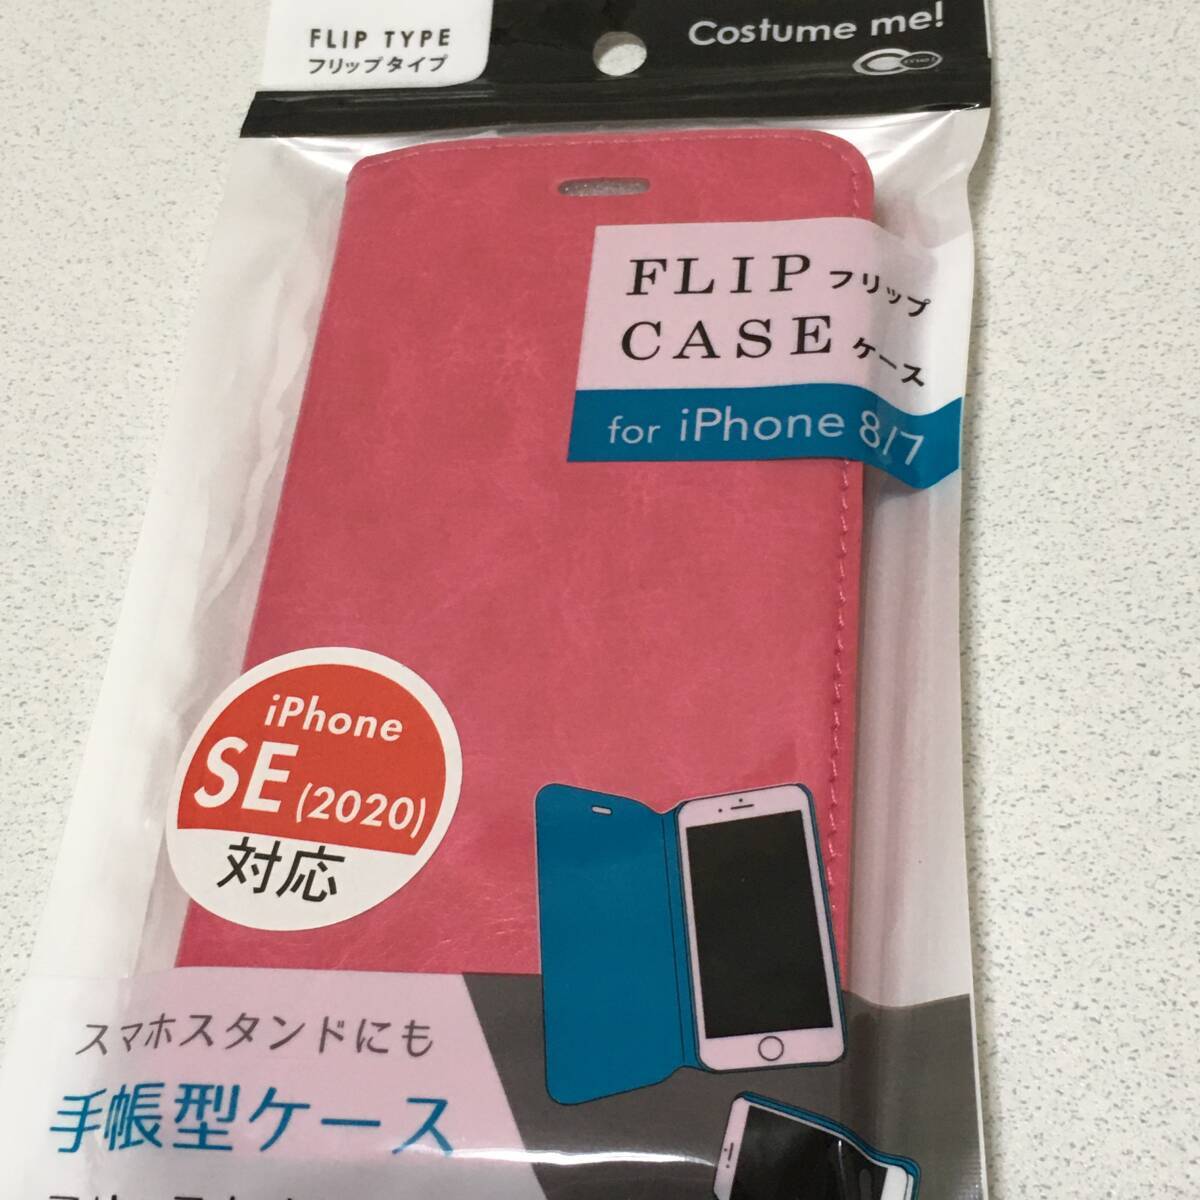 FLIP TYPE
フリップタイプ
Costume me!
FLIP フリップ
CASE ケース
for iPhone 8/7
iPhone
SE (2020)
対応
スマホスタンドにも
手帳型ケース